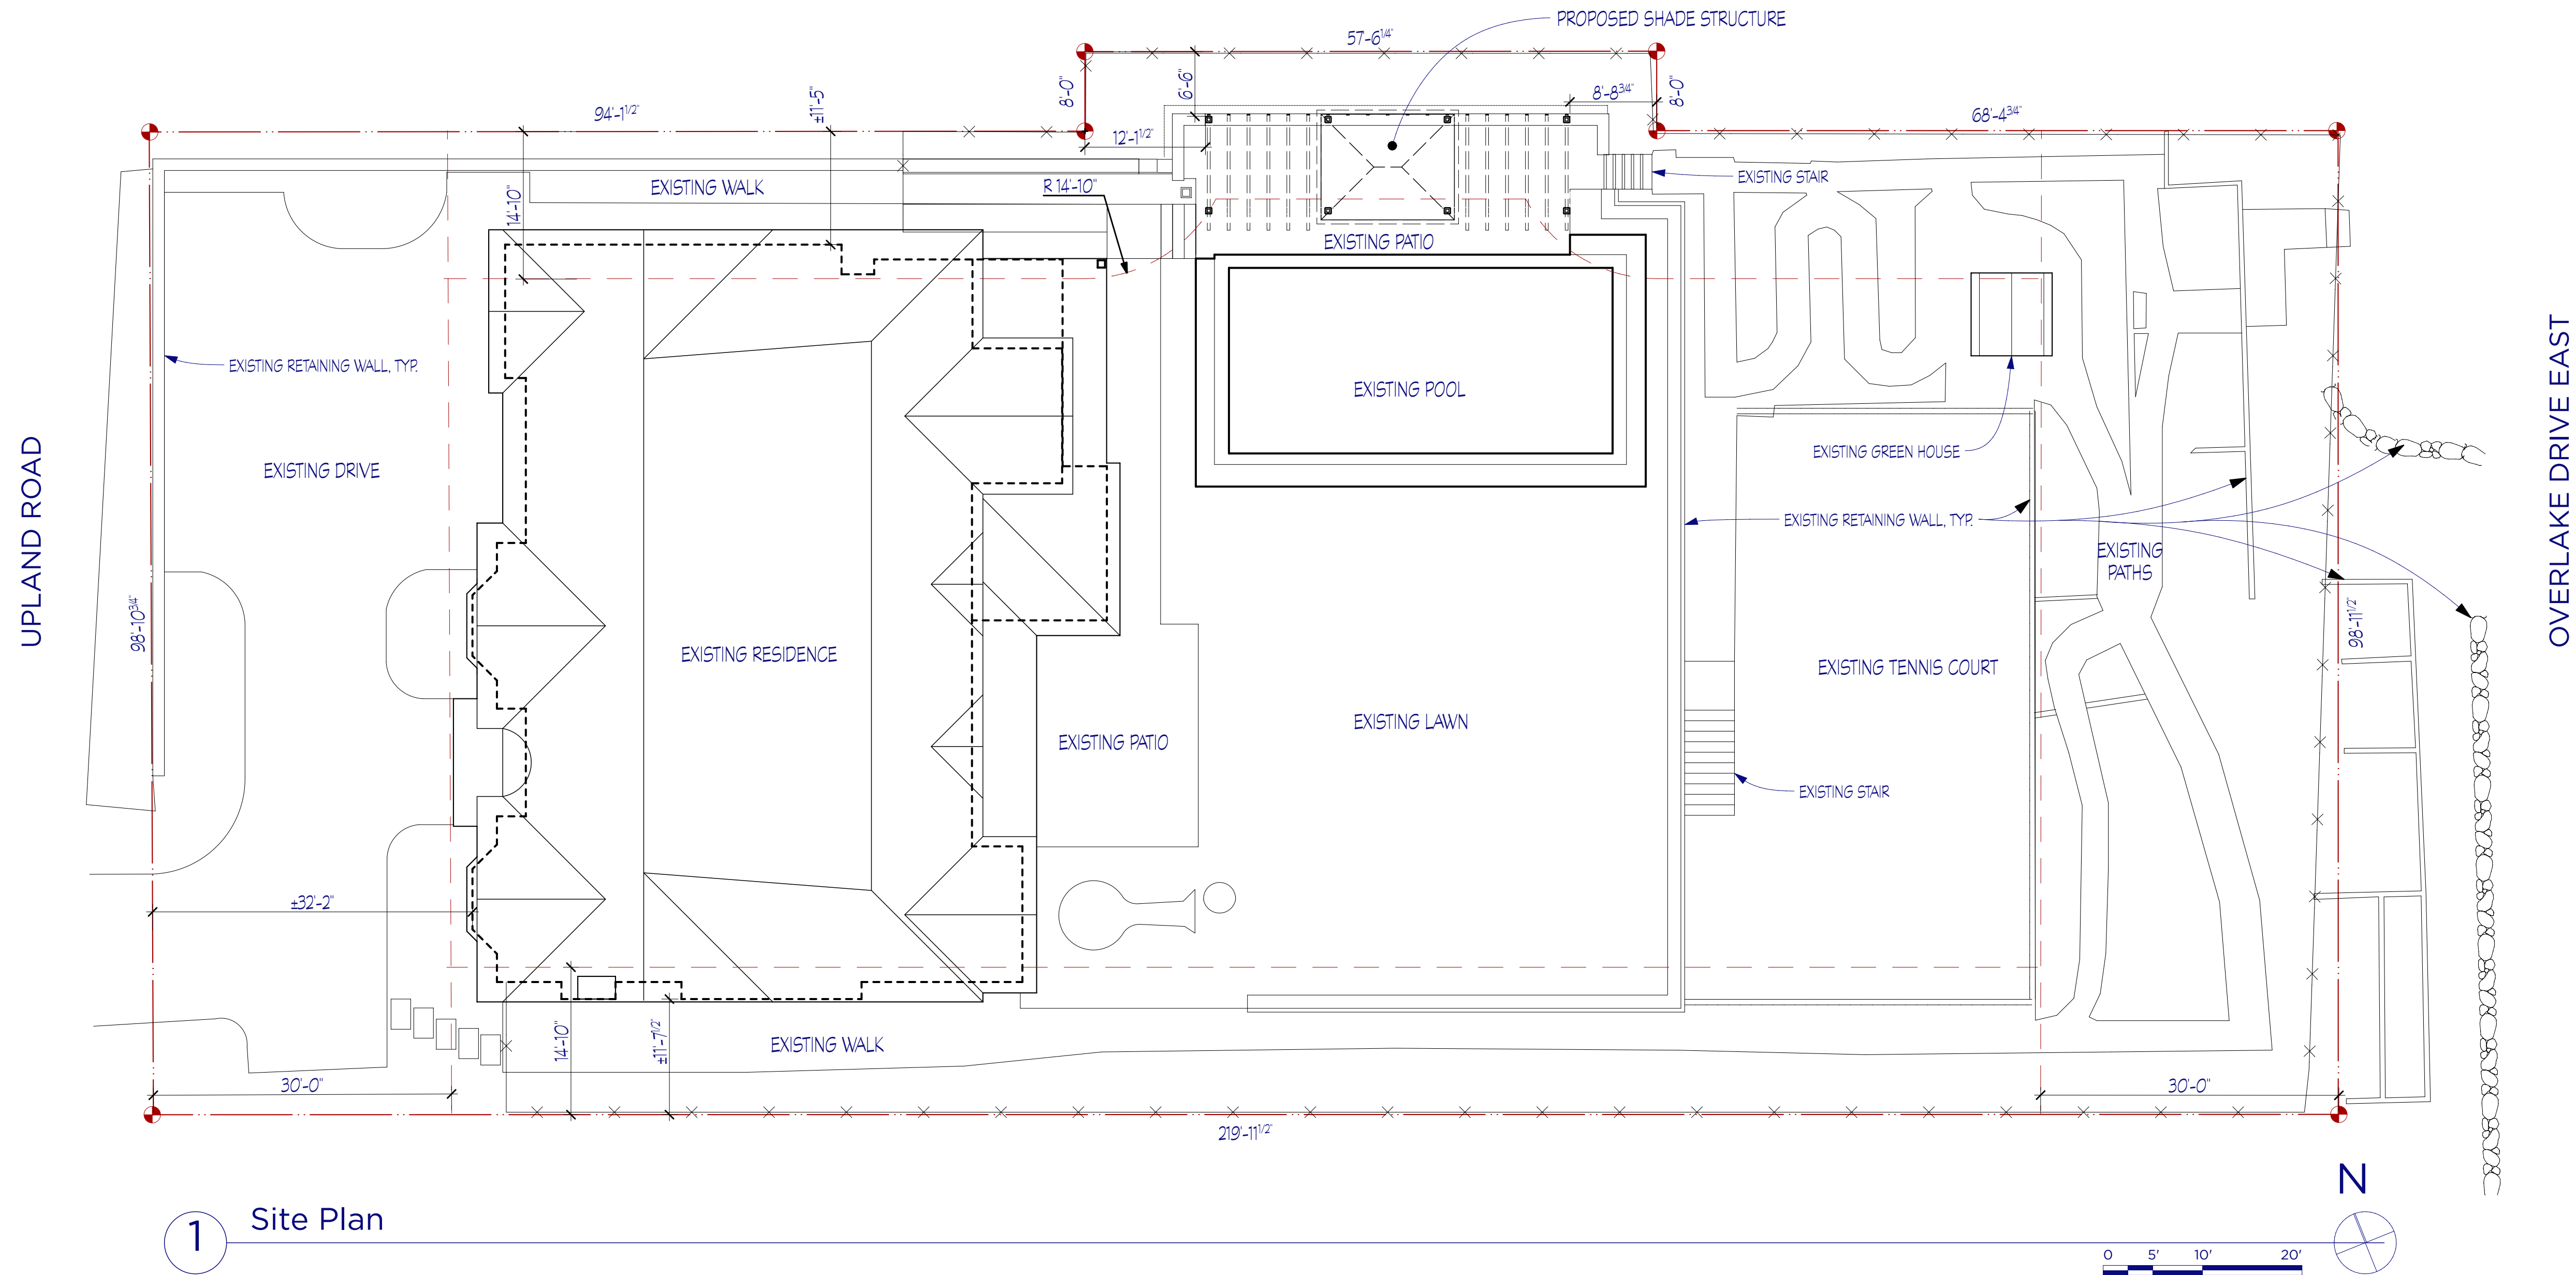 PROPOSED SHADE STRUCTURE
57-6 1/4"
94'-1 1/2"
±11'-5"
8'-0"
6'-6"
8'-8 3/4"
8'-0"
68'-4 3/4"
12'-1 1/2"
14'-10"
EXISTING WALK
R 14'-10"
EXISTING STAIR
EXISTING PATIO
EXISTING RETAINING WALL, TYP.
EXISTING POOL
EXISTING GREEN HOUSE
UPLAND ROAD
EXISTING DRIVE
EXISTING RETAINING WALL, TYP.
OVERLAKE DRIVE EAST
EXISTING
PATHS
98'-10 3/4"
EXISTING RESIDENCE
98'-11 1/2"
EXISTING TENNIS COURT
EXISTING PATIO
EXISTING LAWN
EXISTING STAIR
±32'-2"
14'-10"
±11'-7 1/2"
EXISTING WALK
30'-0"
30'-0"
219'-11 1/2"
N
1
Site Plan
0 5' 10' 20'